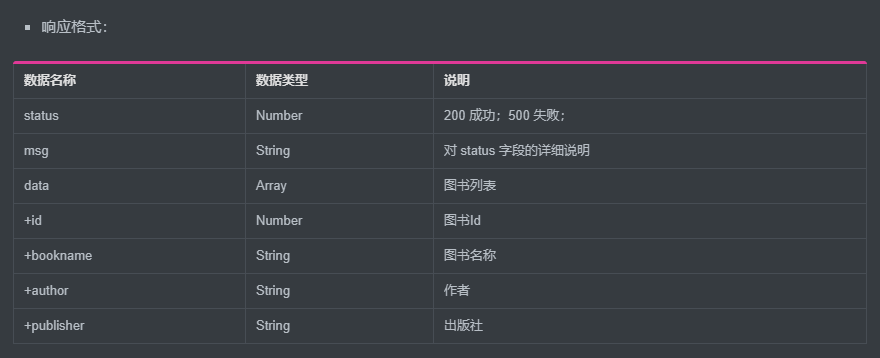 响应格式：
数据名称 数据类型 说明
status Number 200 成功；500 失败；
msg String 对 status 字段的详细说明
data Array 图书列表
+id Number 图书Id
+bookname String 图书名称
+author String 作者
+publisher String 出版社